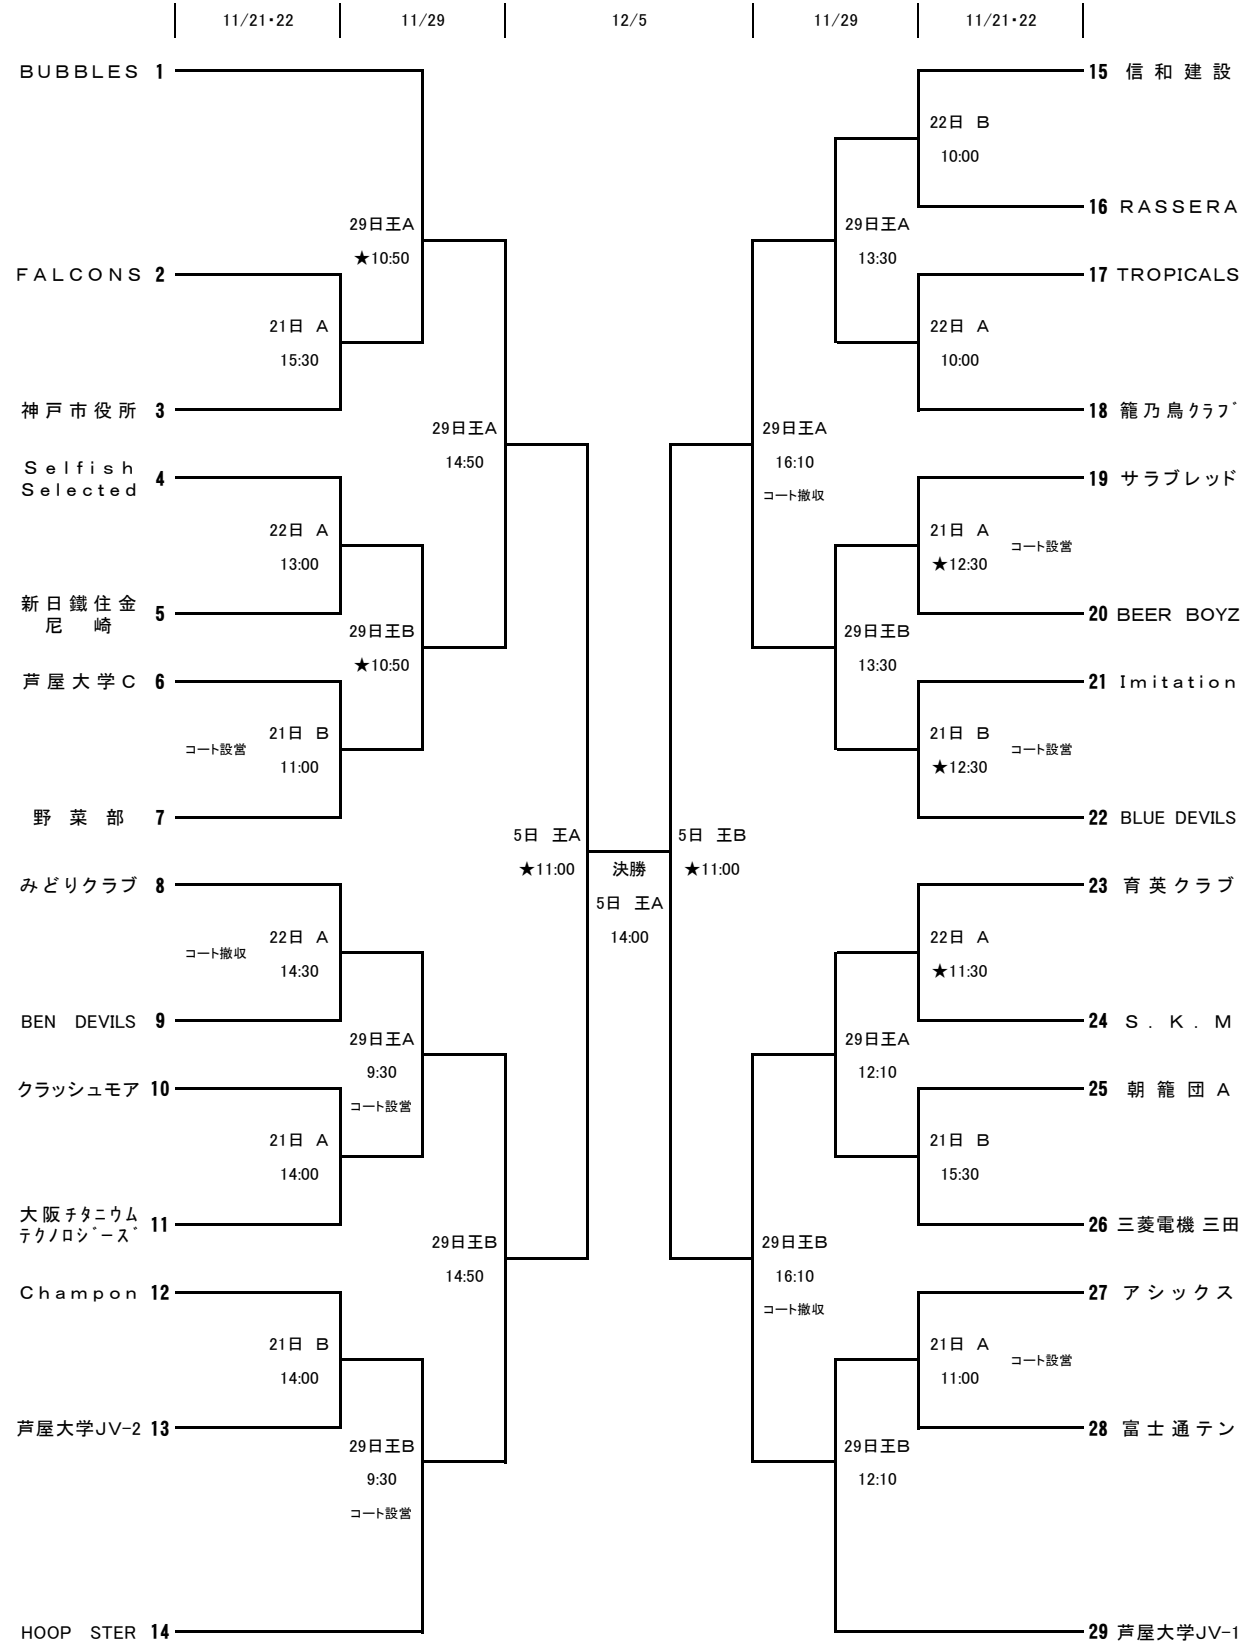 11/21・22 11/29 12/5 11/29 11/21・22
BUBBLES 1
29日王A
★10:50
FALCONS 2
21日 A
15:30
神戸市役所 3
29日王A
14:50
Selfish
Selected 4
22日 A
13:00
新日鐵住金
尼崎 5
29日王B
★10:50
芦屋大学C 6
コート設営 21日 B
11:00
野菜部 7
5日 王A
★11:00
みどりクラブ 8
コート撤収 22日 A
14:30
BEN DEVILS 9
29日王A
9:30
コート設営
クラッシュモア 10
21日 A
14:00
大阪チタニウム
テクノロジーズ 11
29日王B
14:50
Champon 12
21日 B
14:00
芦屋大学JV-2 13
29日王B
9:30
コート設営
HOOP STER 14
決勝
5日 王A
14:00
15 信和建設
22日 B
10:00
16 RASSERA
29日王A
13:30
17 TROPICALS
22日 A
10:00
18 籠乃鳥クラブ
29日王A
16:10
コート撤収
19 サラブレッド
21日 A コート設営
★12:30
20 BEER BOYZ
29日王B
13:30
21 Imitation
21日 B コート設営
★12:30
22 BLUE DEVILS
5日 王B
★11:00
23 育英クラブ
22日 A
★11:30
24 S.K.M
29日王A
12:10
25 朝籠団A
21日 B
15:30
26 三菱電機 三田
29日王B
16:10
コート撤収
27 アシックス
21日 A コート設営
11:00
28 富士通テン
29日王B
12:10
29 芦屋大学JV-1